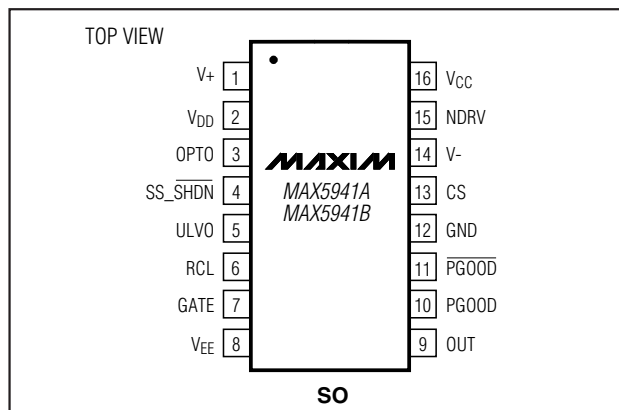 TOP VIEW
V+ 1
VDD 2
OPTO 3
SS_SHDN 4
ULVO 5
RCL 6
GATE 7
VEE 8
MAXIM
MAX5941A
MAX5941B
16 VCC
15 NDRV
14 V-
13 CS
12 GND
11 PGOOD
10 PGOOD
9 OUT
SO